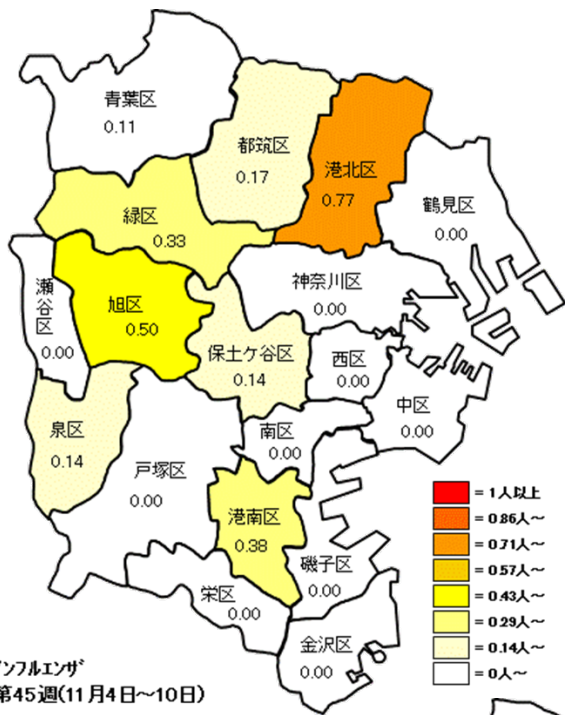 青葉区
0.11
都筑区
0.17
港北区
0.77
鶴見区
0.00
緑区
0.33
神奈川区
0.00
瀬谷区
0.00
旭区
0.50
保土ケ谷区
0.14
西区
0.00
中区
0.00
泉区
0.14
戸塚区
0.00
南区
0.00
港南区
0.38
磯子区
0.00
栄区
0.00
金沢区
0.00
= 1人以上
= 0.86人～
= 0.71人～
= 0.57人～
= 0.43人～
= 0.29人～
= 0.14人～
= 0人～
ンフルエンザ
第45週(11月4日～10日)